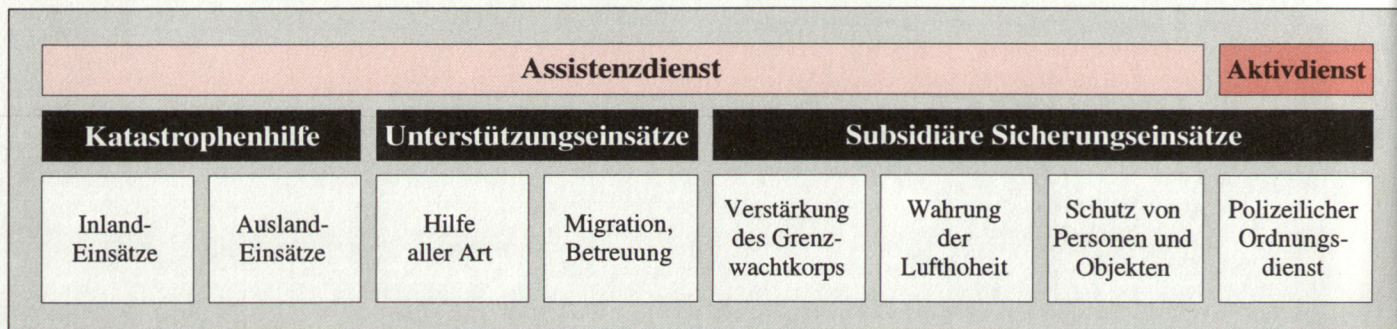 Assistenzdienst
Aktivdienst
Katastrophenhilfe
Unterstützungseinsätze
Subsidiäre Sicherungseinsätze
Inland-
Einsätze
Ausland-
Einsätze
Hilfe
aller Art
Migration,
Betreuung
Verstärkung
des Grenz-
wachtkorps
Wahrung
der
Lufthoheit
Schutz von
Personen und
Objekten
Polizeilicher
Ordnungs-
dienst